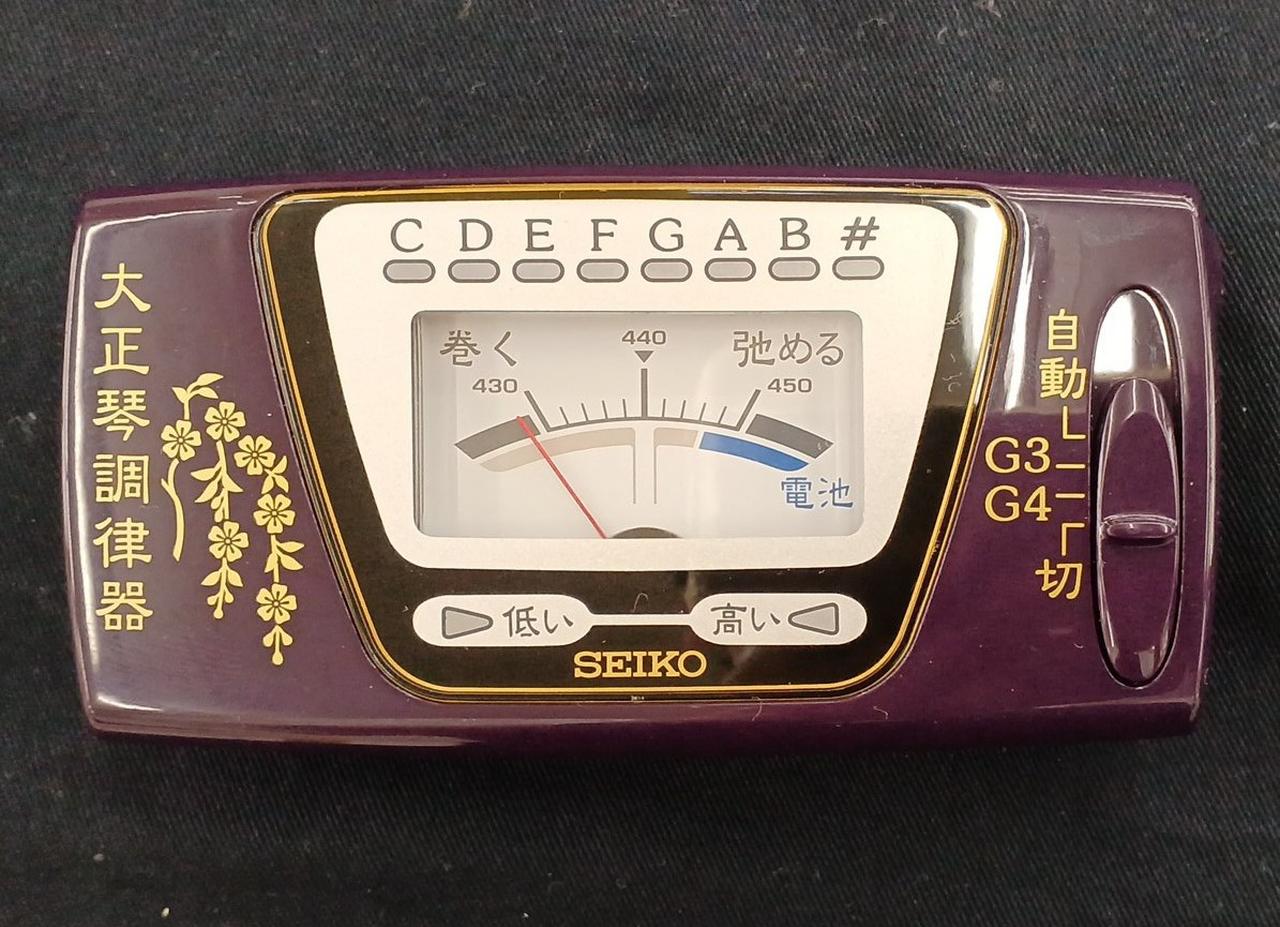 大正琴調律器
C D E F G A B #
巻く 440 弛める
430 450
電池
低い 高い
SEIKO
自動
G3
G4
切